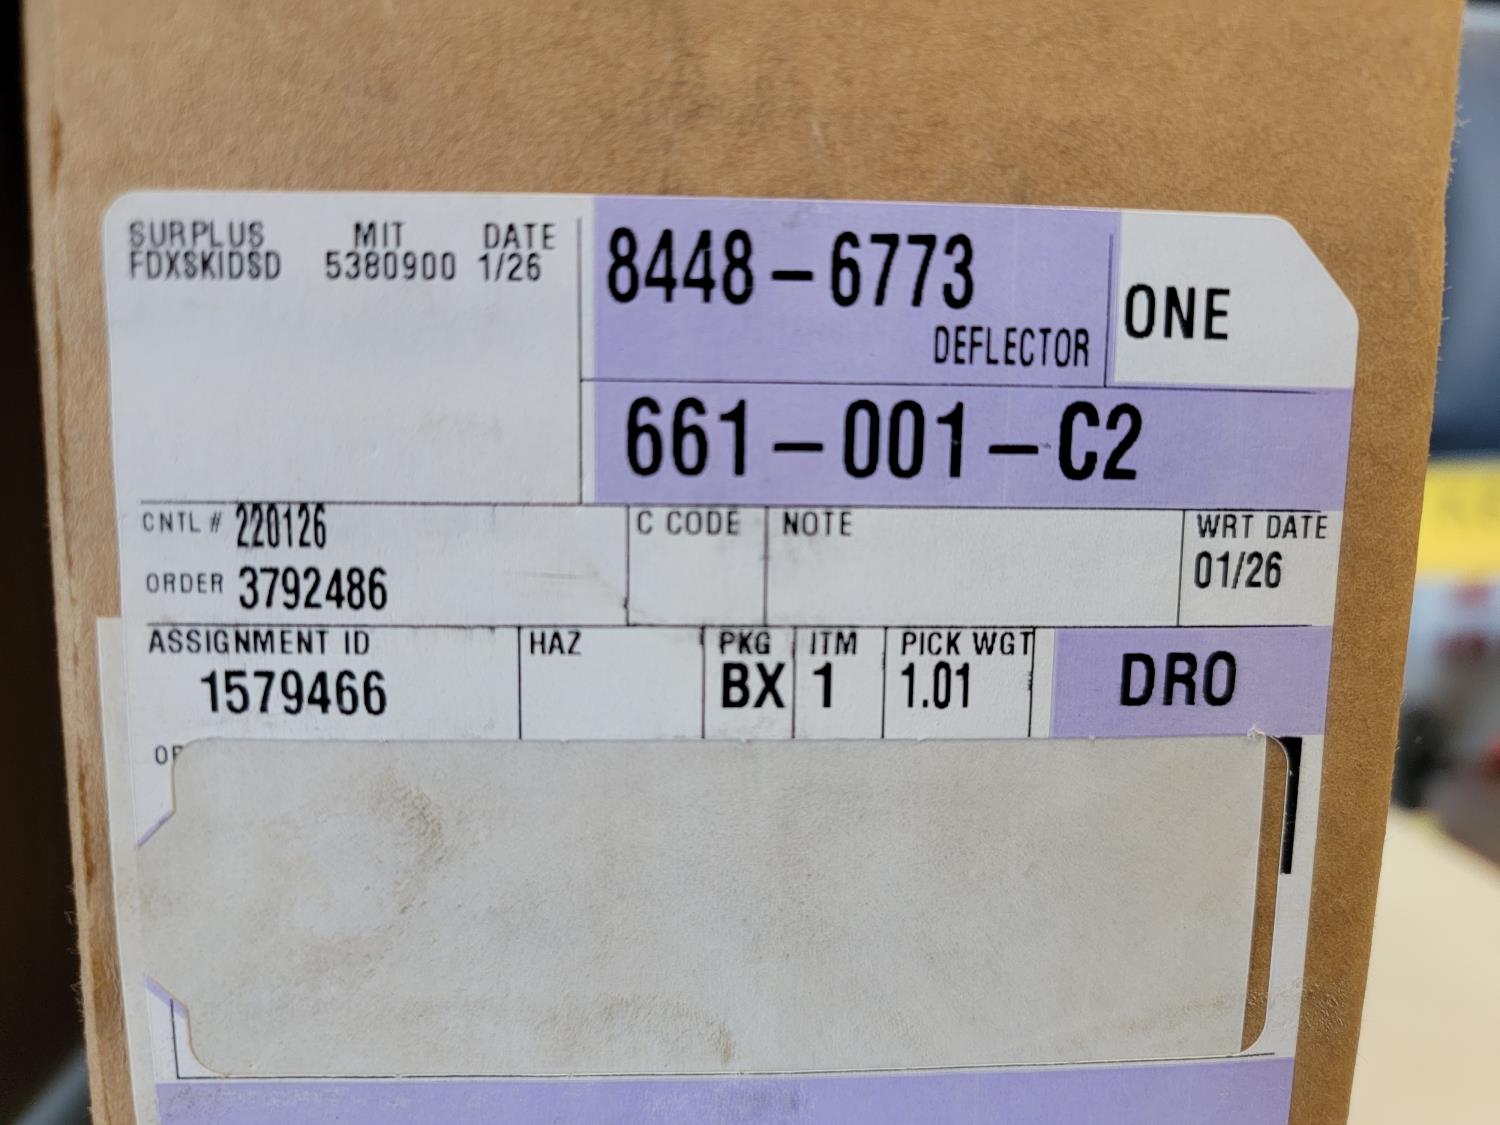 SURPLUS MIT DATE
FDXSKIDSD 5380900 1/26
8448-6773
DEFLECTOR
ONE
661-001-C2
CNTL # 220126
ORDER 3792486
C CODE
NOTE
WRT DATE
01/26
ASSIGNMENT ID
1579466
HAZ
PKG
BX
ITM
1
PICK WGT
1.01
DRO